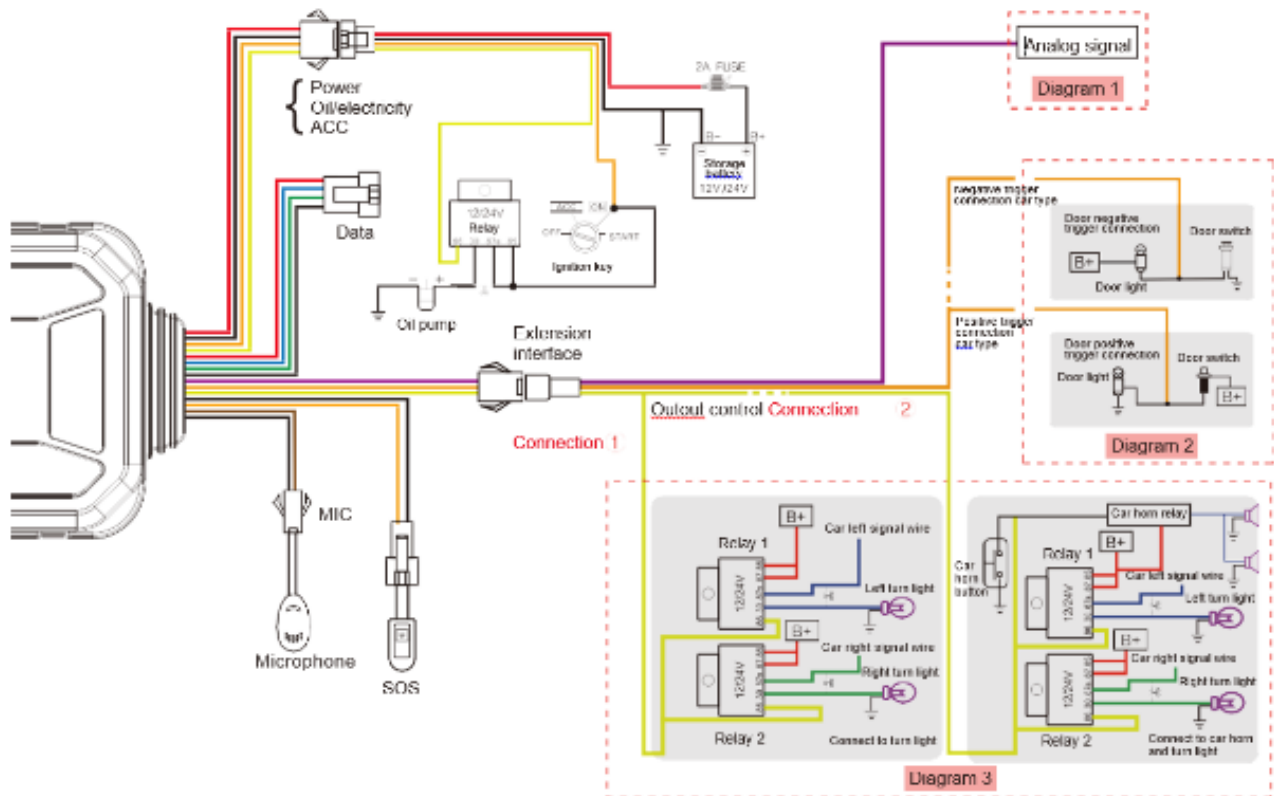 Power
Oil/electricity
ACC
Data
2A FUSE
B+
B+
Storage
battery
12V/24V
12/24V
Relay
86 30 87a 85
ACC
ON
OFF
START
Ignition key
Oil pump
Extension
interface
Connection 1
Outout control Connection 2
MIC
Microphone
SOS
Analog signal
Diagram 1
Negative trigger
connection car type
Door negative
trigger connection
Door switch
B+
Door light
Positive trigger
connection
car type
Door positive
trigger connection
Door switch
Door light
B+
Diagram 2
B+
Car left signal wire
Relay 1
12/24V
Left turn light
B+
Car right signal wire
12/24V
Right turn light
Relay 2
Connect to turn light
Car horn relay
B+
Relay 1
Car
horn
button
Car left signal wire
12/24V
Left turn light
B+
Car right signal wire
12/24V
Right turn light
Relay 2
Connect to car horn
and turn light
Diagram 3